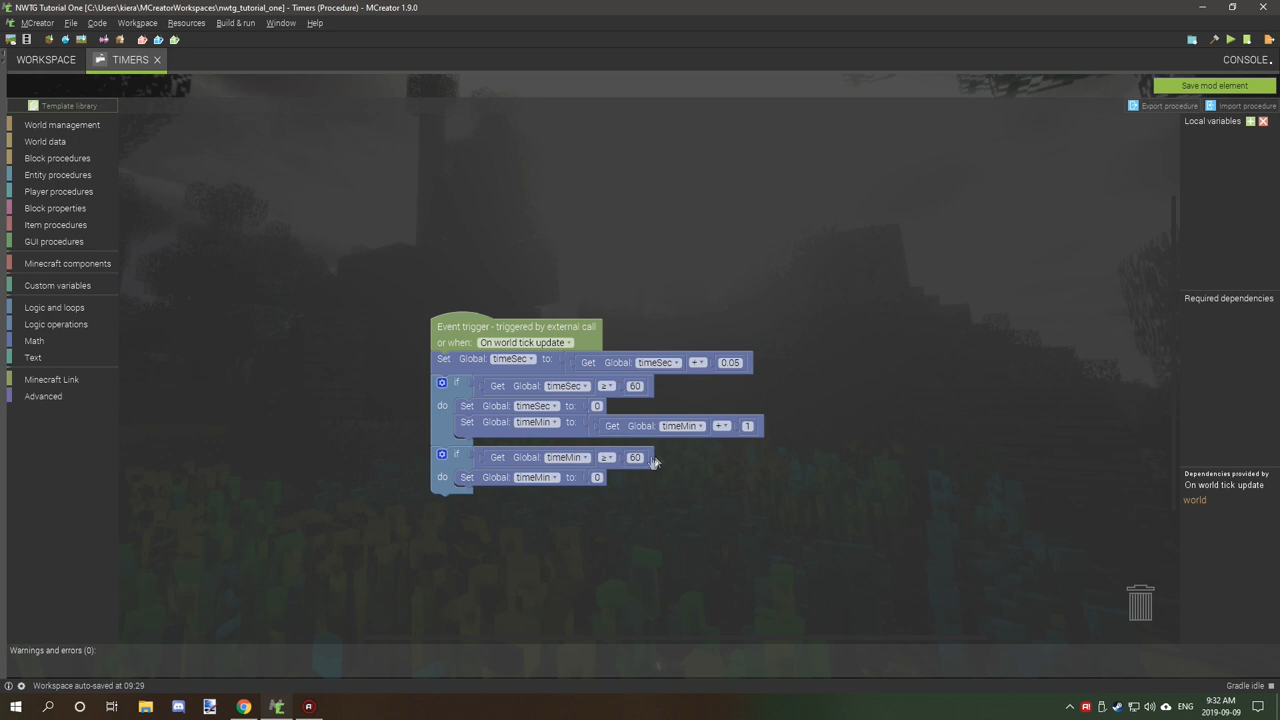 NWTG Tutorial One [C:\Users\kiera\MCreatorWorkspaces\nwtg_tutorial_one] - Timers (Procedure) - MCreator 1.9.0
MCreator File Code Workspace Resources Build & run Window Help
WORKSPACE TIMERS CONSOLE
Save mod element
Template library Export procedure Import procedure
World management
Local variables
World data
Block procedures
Entity procedures
Player procedures
Block properties
Item procedures
GUI procedures
Minecraft components
Custom variables
Required dependencies
Logic and loops
Logic operations
Math
Text
Minecraft Link
Advanced
Event trigger - triggered by external call
or when: On world tick update
Set Global: timeSec to: Get Global: timeSec + 0.05
if Get Global: timeSec ≥ 60
do Set Global: timeSec to: 0
Set Global: timeMin to: Get Global: timeMin + 1
if Get Global: timeMin ≥ 60
do Set Global: timeMin to: 0
Dependencies provided by
On world tick update
world
Warnings and errors (0):
Workspace auto-saved at 09:29 Gradle idle
ENG 9:32 AM
2019-09-09